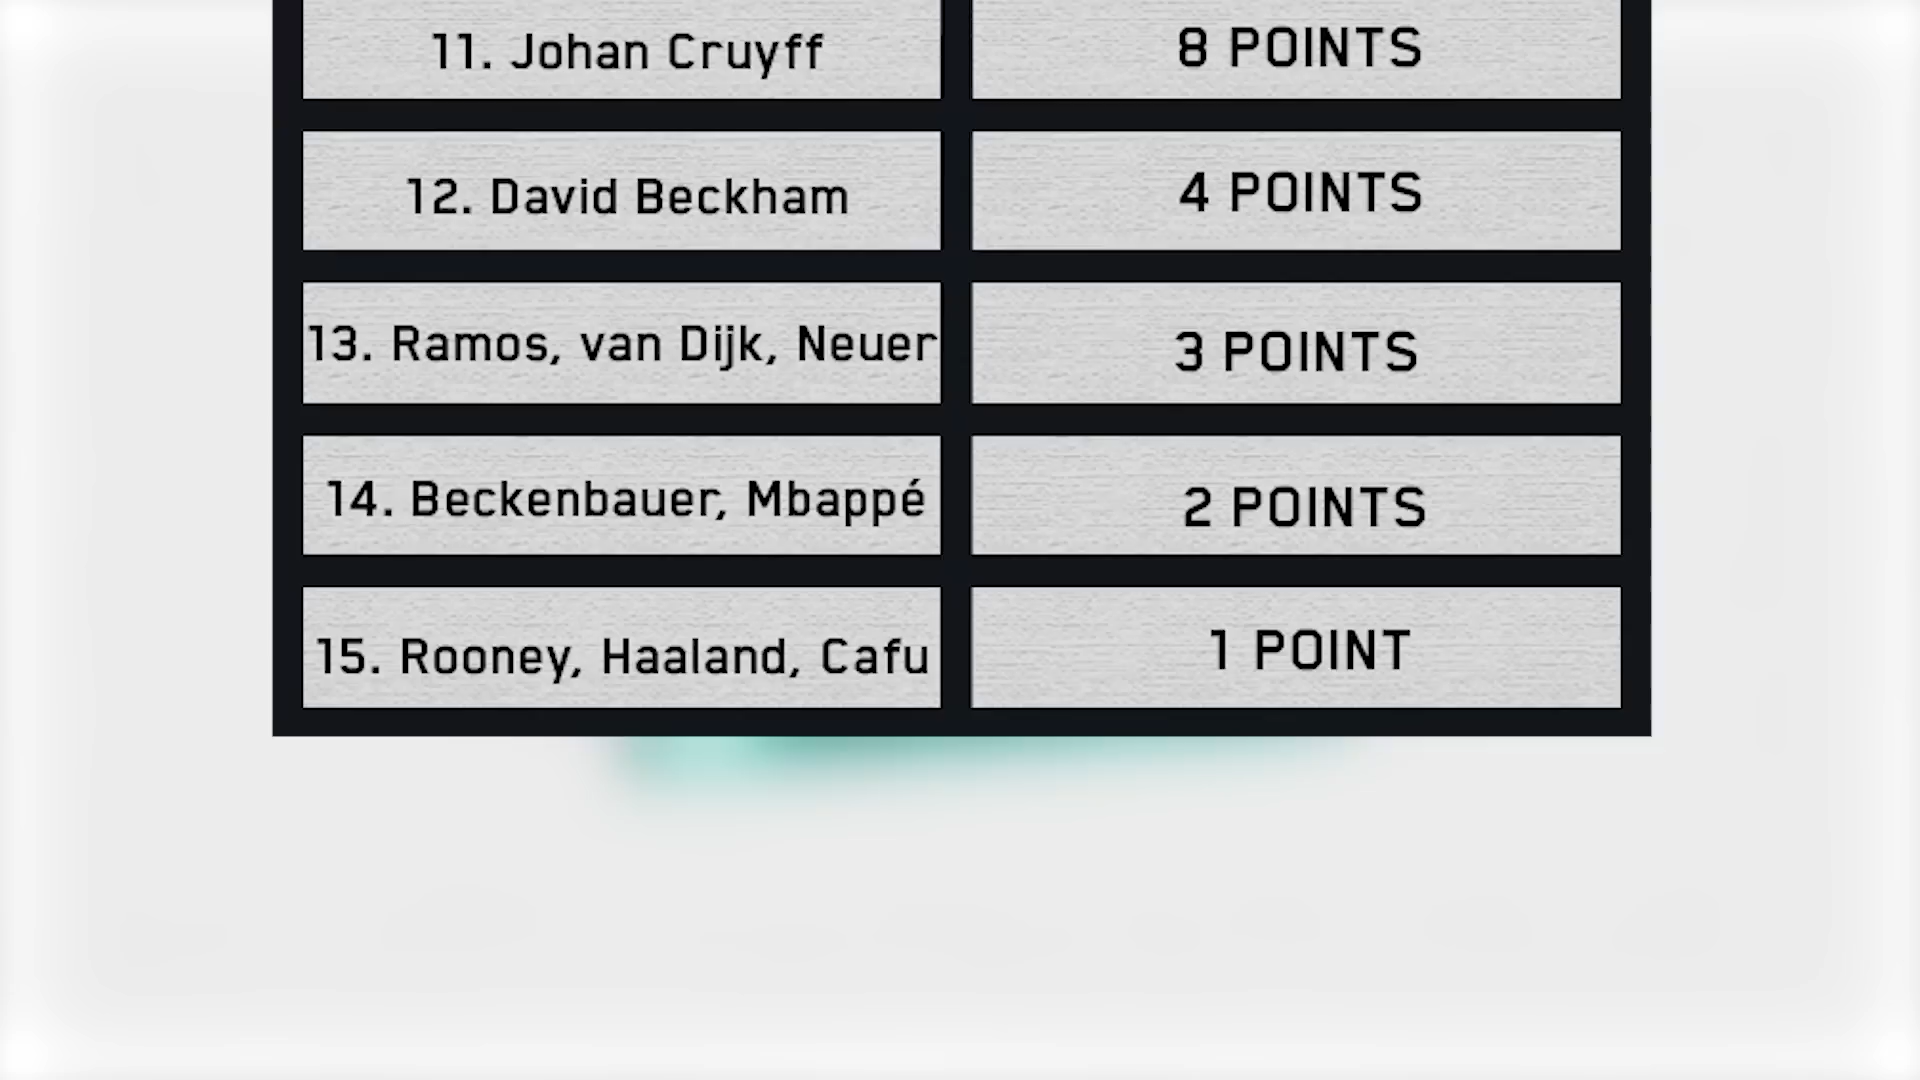 11. Johan Cruyff 8 POINTS
12. David Beckham 4 POINTS
13. Ramos, van Dijk, Neuer 3 POINTS
14. Beckenbauer, Mbappé 2 POINTS
15. Rooney, Haaland, Cafu 1 POINT